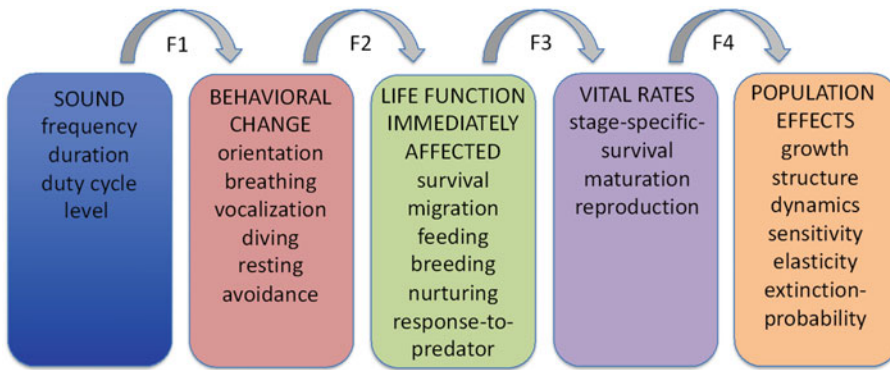 F1
F2
F3
F4
SOUND
frequency
duration
duty cycle
level
BEHAVIORAL
CHANGE
orientation
breathing
vocalization
diving
resting
avoidance
LIFE FUNCTION
IMMEDIATELY
AFFECTED
survival
migration
feeding
breeding
nurturing
response-to-
predator
VITAL RATES
stage-specific-
survival
maturation
reproduction
POPULATION
EFFECTS
growth
structure
dynamics
sensitivity
elasticity
extinction-
probability